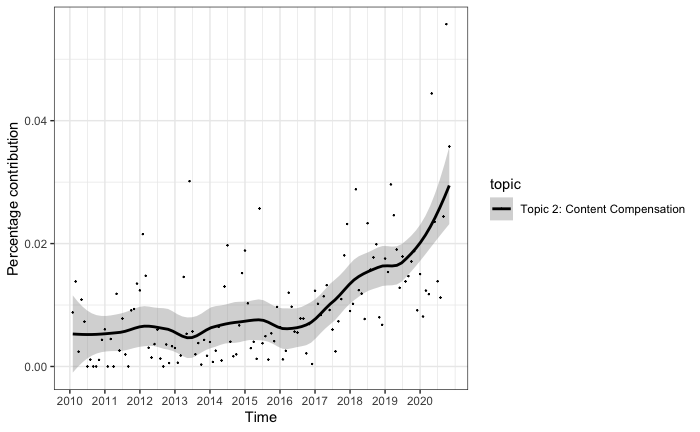 0.04
0.02
0.00
Percentage contribution
2010 2011 2012 2013 2014 2015 2016 2017 2018 2019 2020
Time
topic
Topic 2: Content Compensation